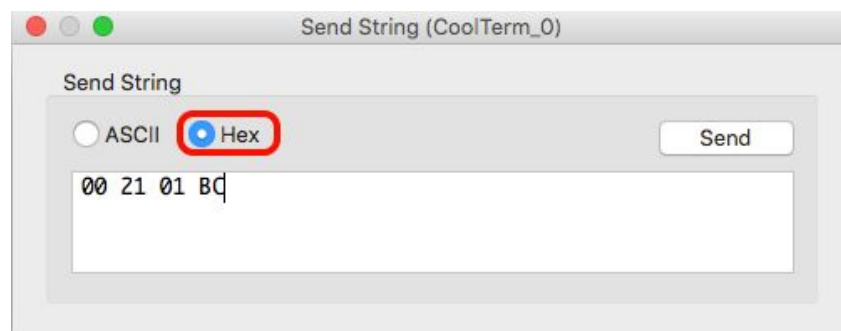 Send String (CoolTerm_0)
Send String
ASCII Hex Send
00 21 01 BC